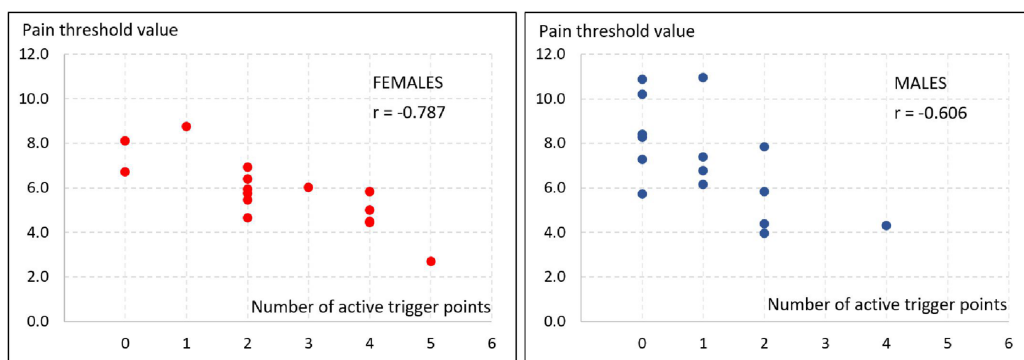 Pain threshold value
12.0
10.0
8.0
6.0
4.0
2.0
0.0
FEMALES
r = -0.787
Number of active trigger points
0 1 2 3 4 5 6
Pain threshold value
12.0
10.0
8.0
6.0
4.0
2.0
0.0
MALES
r = -0.606
Number of active trigger points
0 1 2 3 4 5 6